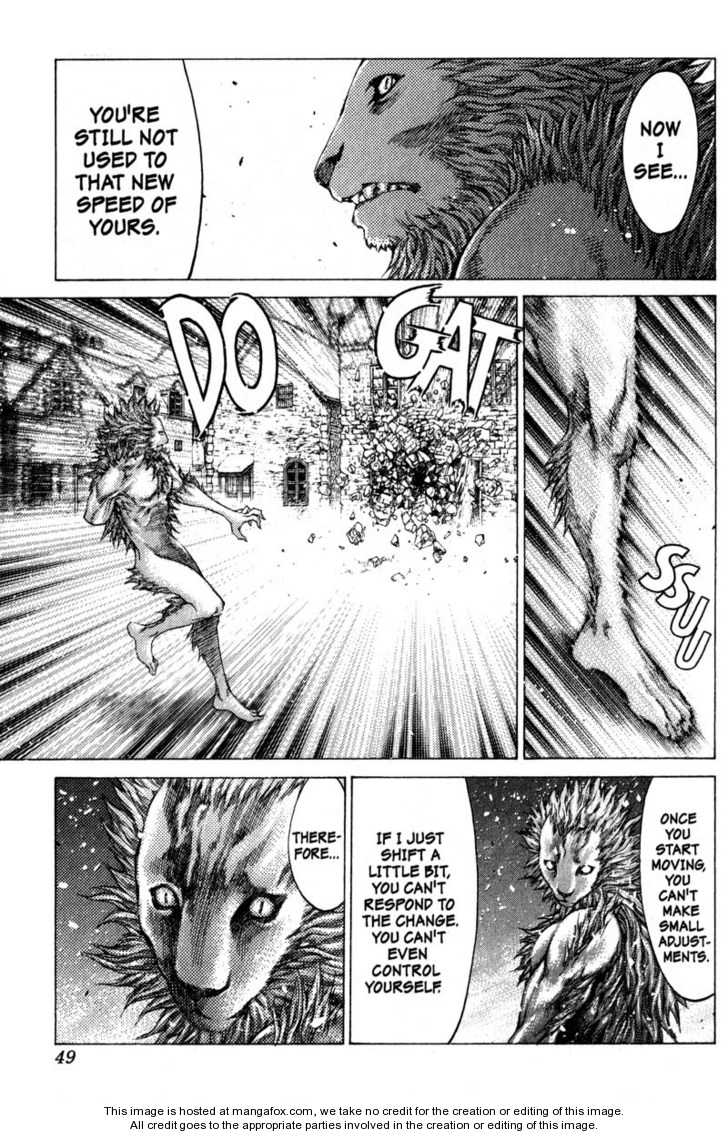 NOW
I
SEE...
YOU'RE
STILL NOT
USED TO
THAT NEW
SPEED OF
YOURS.
SSUU
DO
GAT
ONCE
YOU
START
MOVING,
YOU
CAN'T
MAKE
SMALL
ADJUST-
MENTS.
IF I JUST
SHIFT A
LITTLE BIT,
YOU CAN'T
RESPOND TO
THE CHANGE.
YOU CAN'T
EVEN
CONTROL
YOURSELF.
THERE-
FORE...
49
This image is hosted at mangafox.com, we take no credit for the creation or editing of this image.
All credit goes to the appropriate parties involved in the creation or editing of this image.